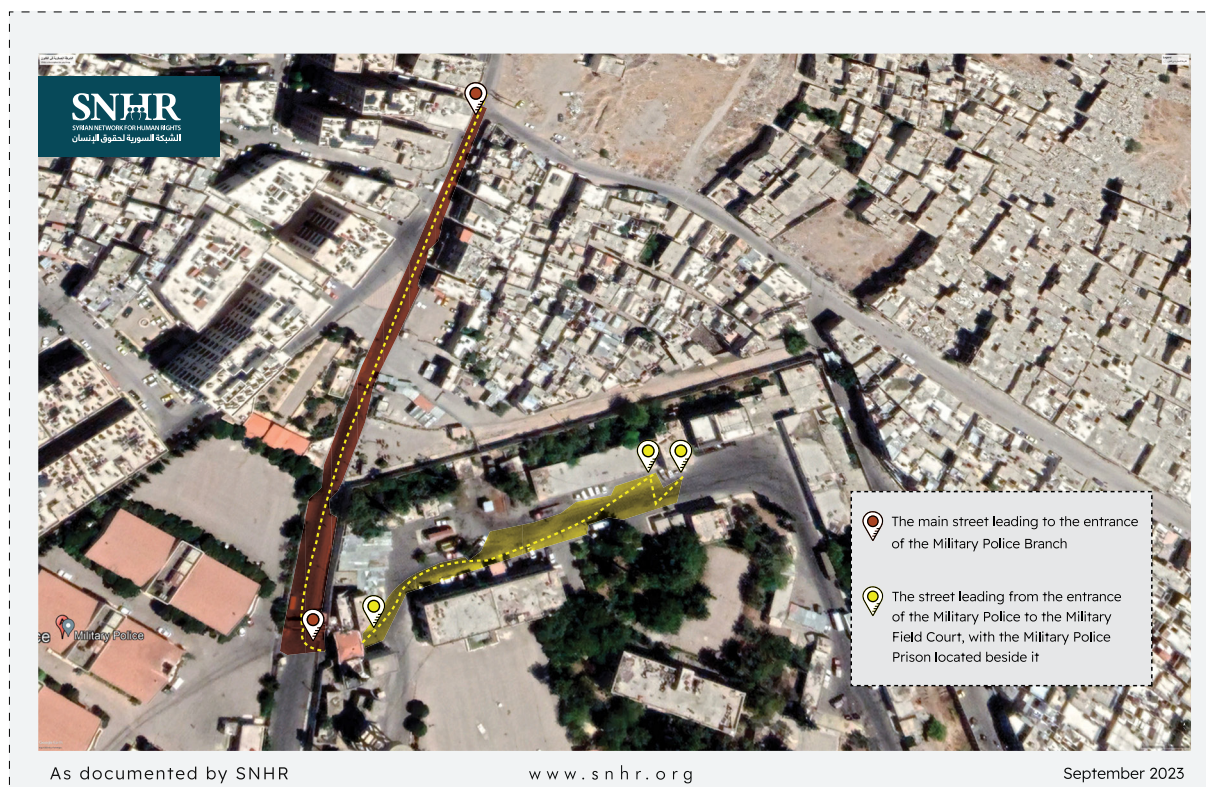 SNHR
SYRIAN NETWORK FOR HUMAN RIGHTS
الشبكة السورية لحقوق الإنسان
Military Police
The main street leading to the entrance
of the Military Police Branch
The street leading from the entrance
of the Military Police to the Military
Field Court, with the Military Police
Prison located beside it
As documented by SNHR
www.snhr.org
September 2023